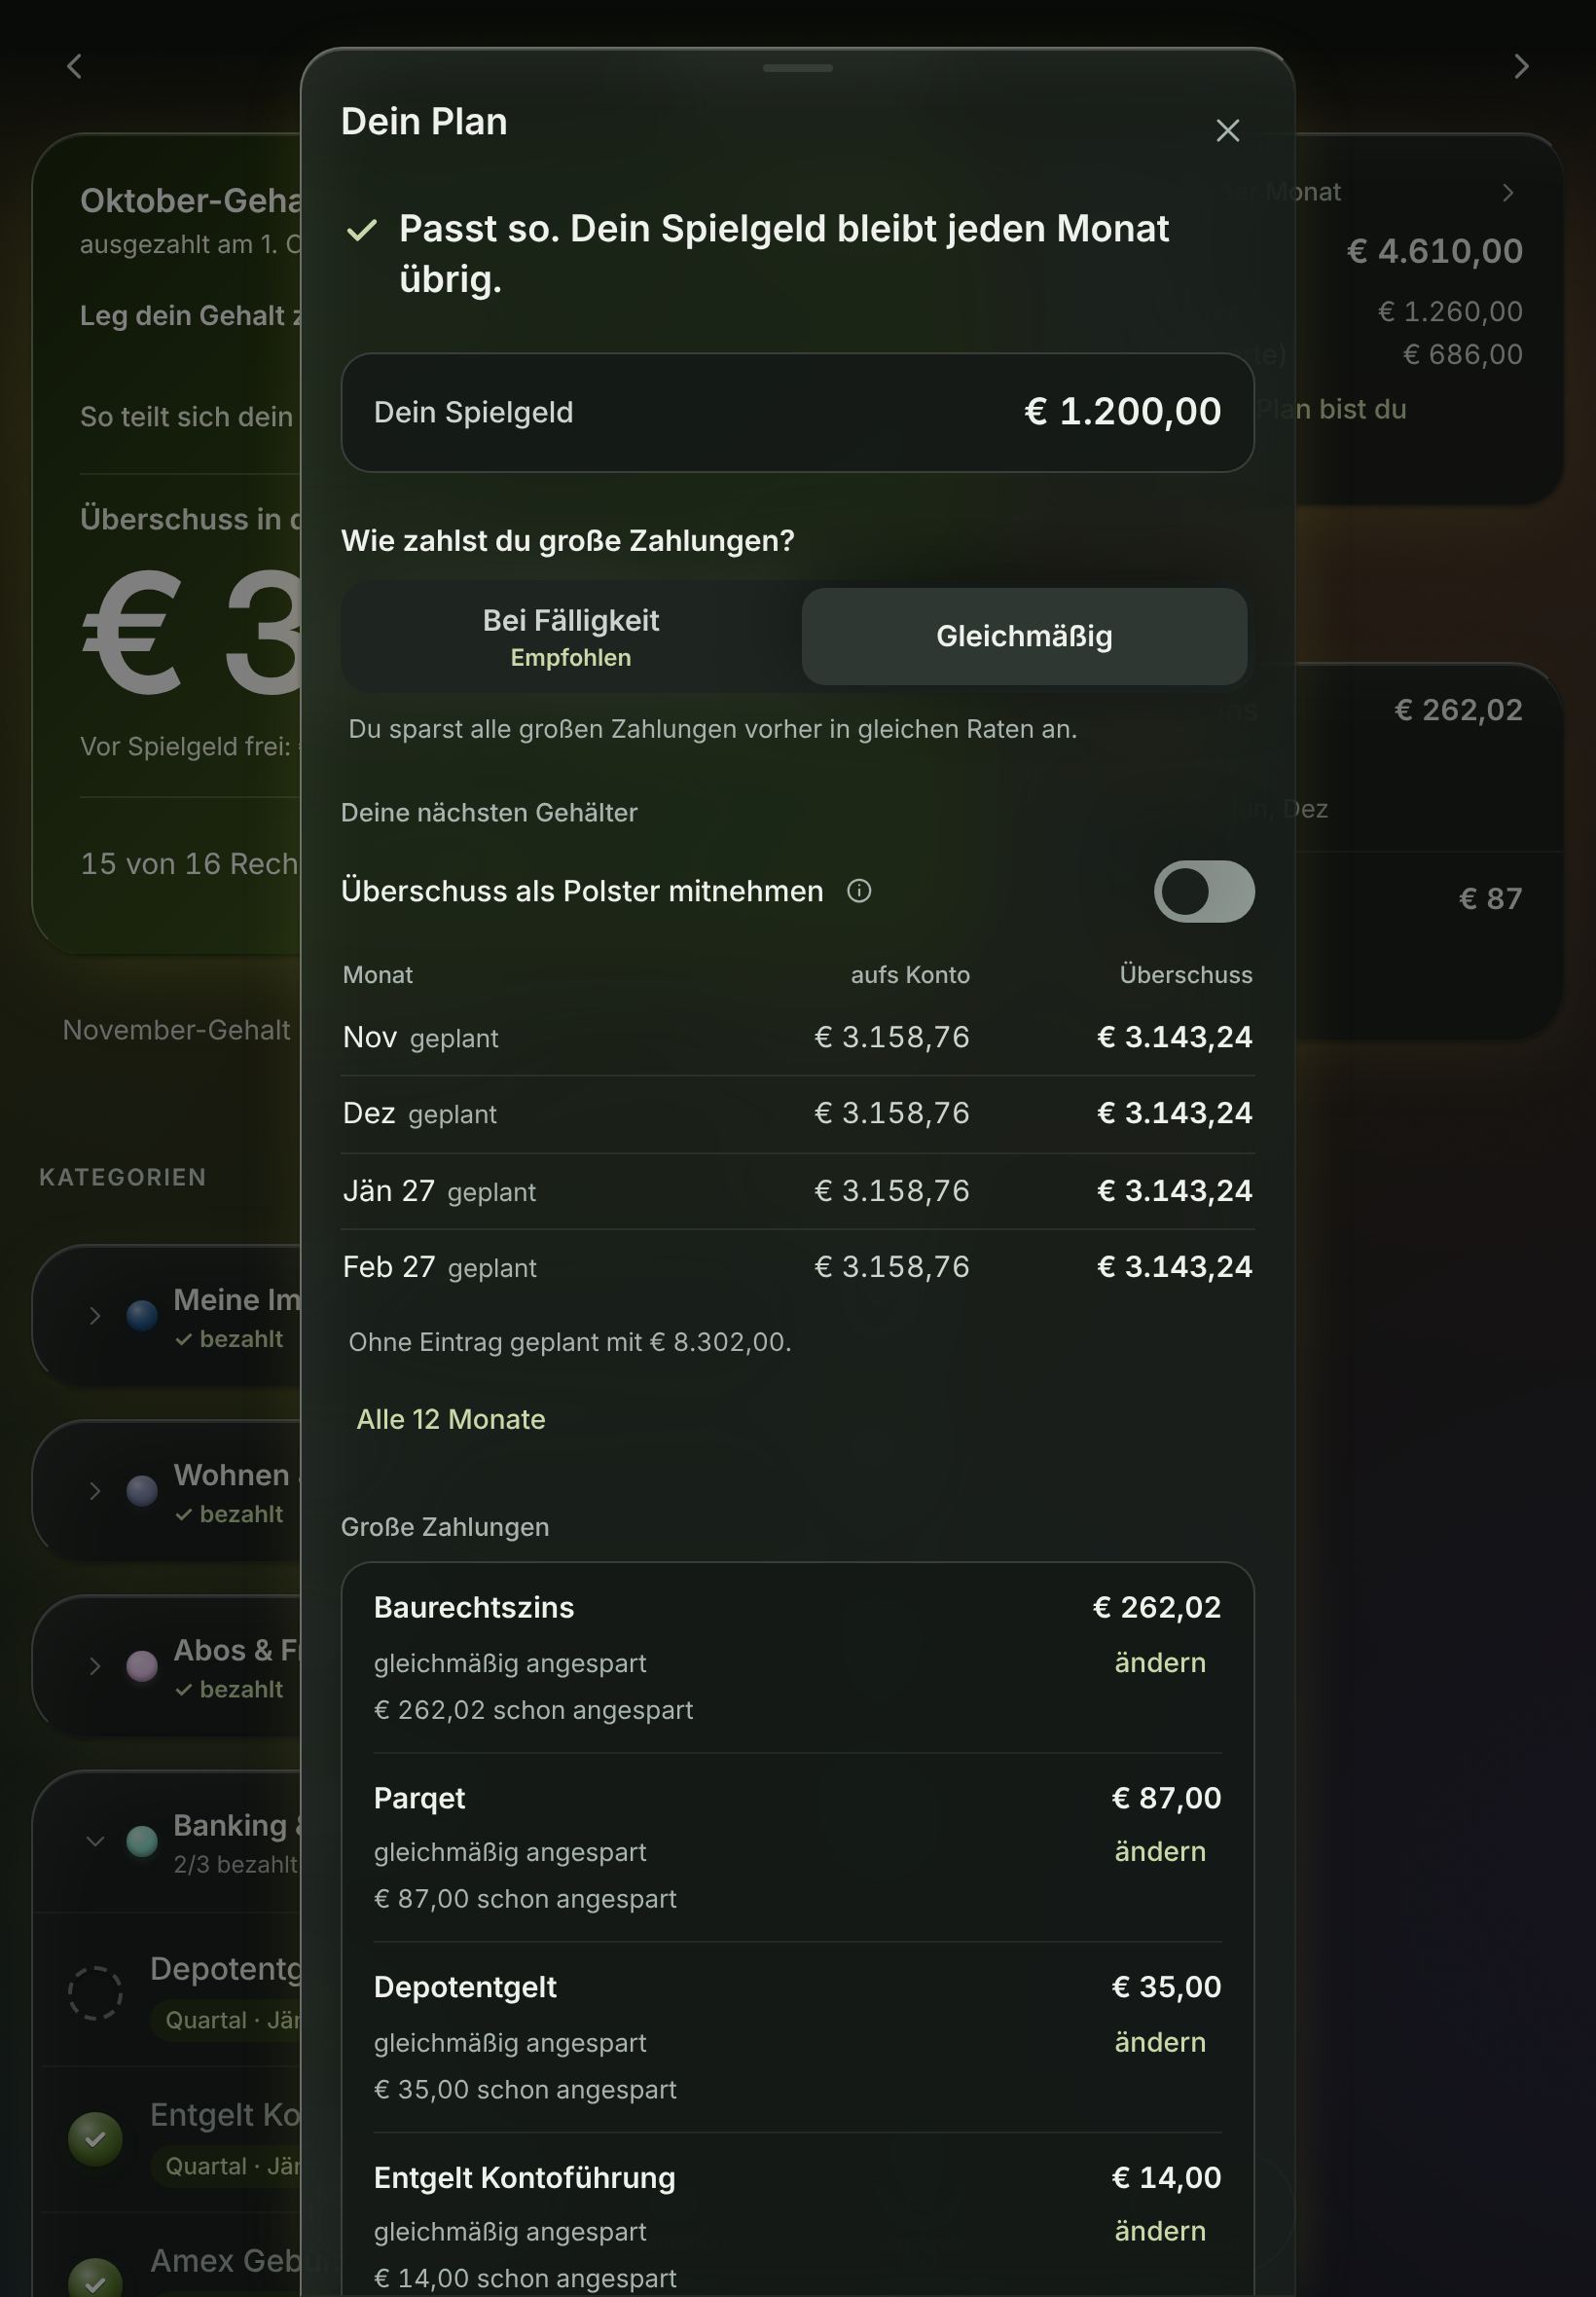 Dein Plan
Passt so. Dein Spielgeld bleibt jeden Monat
übrig.
Dein Spielgeld € 1.200,00
Wie zahlst du große Zahlungen?
Bei Fälligkeit
Empfohlen
Gleichmäßig
Du sparst alle großen Zahlungen vorher in gleichen Raten an.
Deine nächsten Gehälter
Überschuss als Polster mitnehmen
Monat aufs Konto Überschuss
Nov geplant € 3.158,76 € 3.143,24
Dez geplant € 3.158,76 € 3.143,24
Jän 27 geplant € 3.158,76 € 3.143,24
Feb 27 geplant € 3.158,76 € 3.143,24
Ohne Eintrag geplant mit € 8.302,00.
Alle 12 Monate
Große Zahlungen
Baurechtszins € 262,02
gleichmäßig angespart ändern
€ 262,02 schon angespart
Parqet € 87,00
gleichmäßig angespart ändern
€ 87,00 schon angespart
Depotentgelt € 35,00
gleichmäßig angespart ändern
€ 35,00 schon angespart
Entgelt Kontoführung € 14,00
gleichmäßig angespart ändern
€ 14,00 schon angespart
Oktober-Geha
ausgezahlt am 1.
Leg dein Gehalt
So teilt sich dein
Überschuss in
€ 3
Vor Spielgeld frei:
15 von 16 Rech
November-Gehalt
KATEGORIEN
Meine Im
bezahlt
Wohnen
bezahlt
Abos & F
bezahlt
Banking &
2/3 bezahlt
Depotentg
Quartal · Jän
Entgelt Ko
Quartal · Jän
Amex Geb
Monat
€ 4.610,00
€ 1.260,00
€ 686,00
Plan bist du
€ 262,02
Dez
€ 87